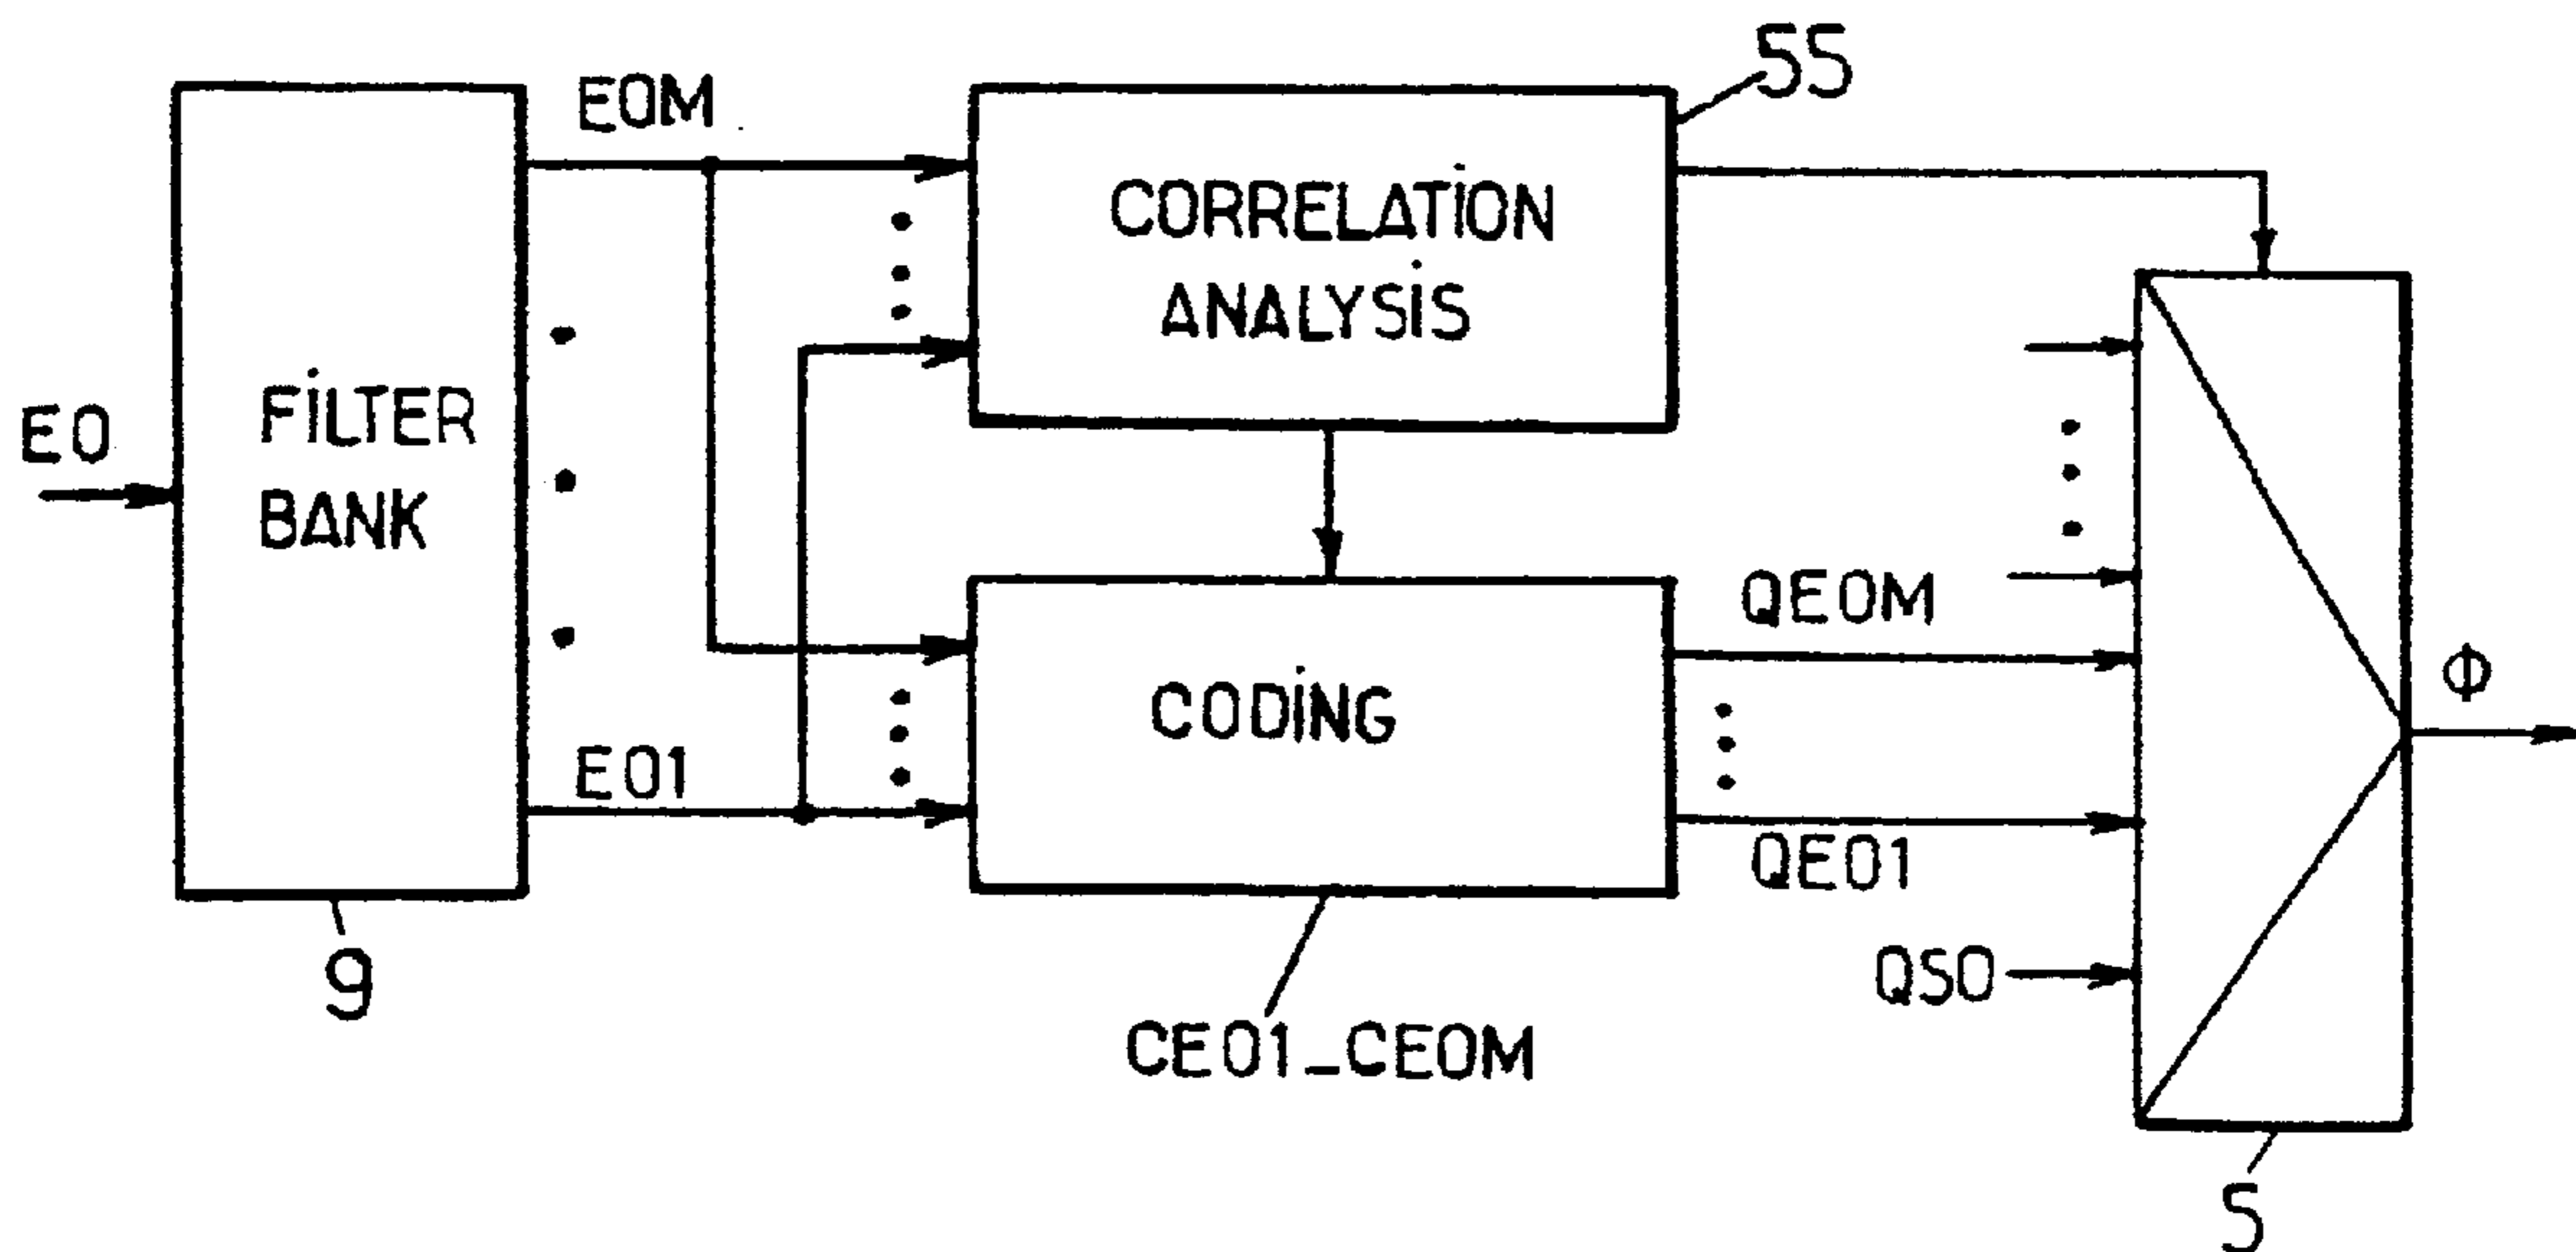 55
EOM
CORRELATION
ANALYSIS
EO
FILTER
BANK
QEOM
Φ
CODING
EO1
QEO1
9
QSO
CEO1_CEOM
5